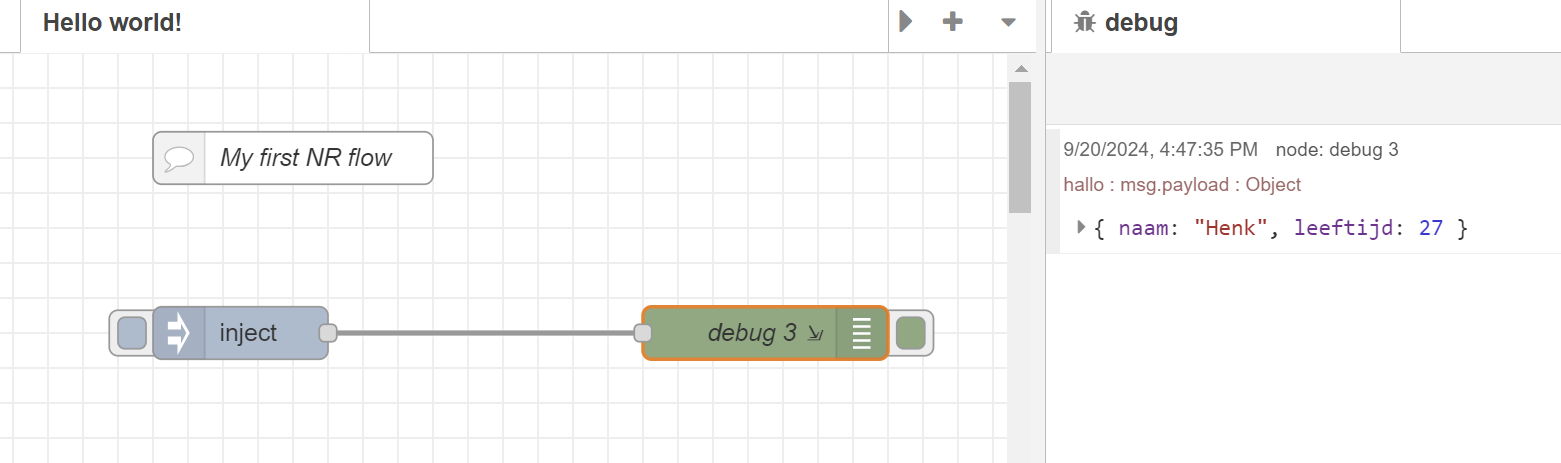 Hello world!
debug
My first NR flow
9/20/2024, 4:47:35 PM node: debug 3
hallo : msg.payload : Object
{ naam: "Henk", leeftijd: 27 }
inject
debug 3